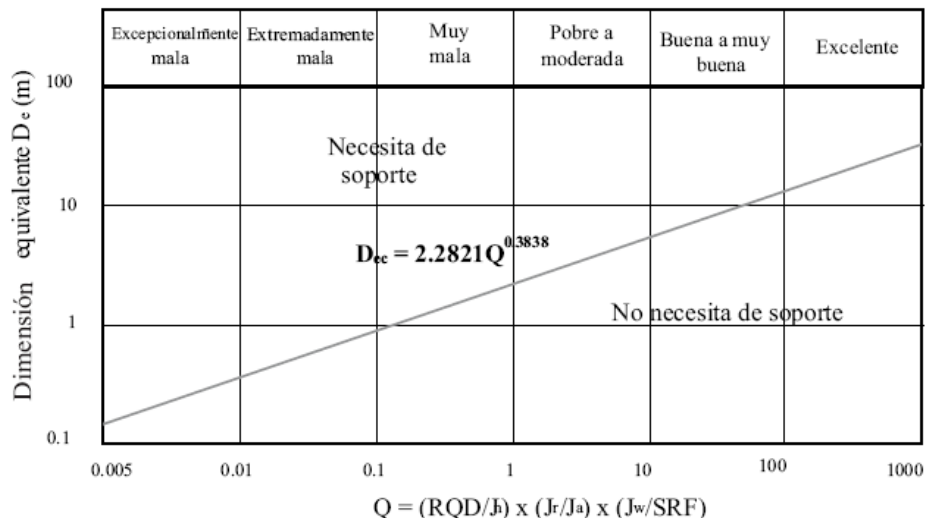 Excepcionalmente mala
Extremadamente mala
Muy mala
Pobre a moderada
Buena a muy buena
Excelente
Dimensión equivalente De (m)
100
10
1
0.1
Necesita de
soporte
Dec = 2.2821Q^0.3838
No necesita de soporte
0.005 0.01 0.1 1 10 100 1000
Q = (RQD/Jn) x (Jr/Ja) x (Jw/SRF)